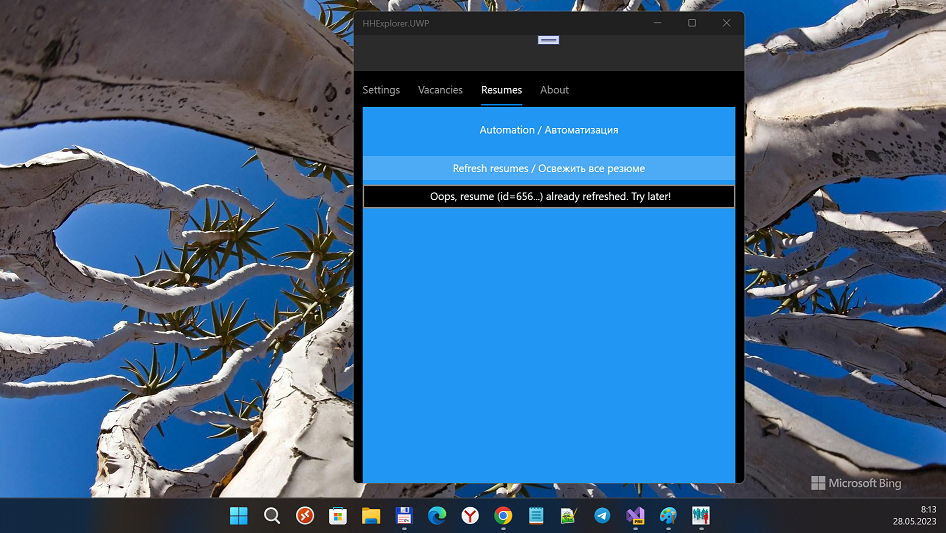 HHExplorer.UWP
Settings Vacancies Resumes About
Automation / Автоматизация
Refresh resumes / Освежить все резюме
Oops, resume (id=656...) already refreshed. Try later!
Microsoft Bing
8:13
28.05.2023